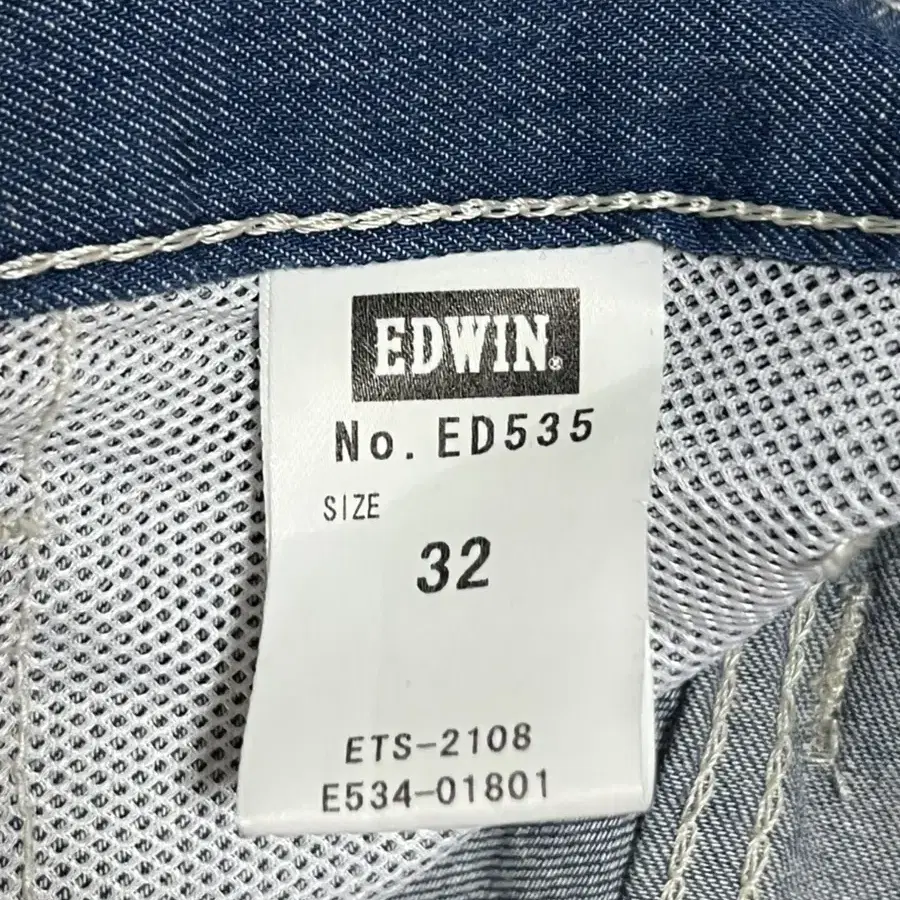 EDWIN®
No. ED535
SIZE
32
ETS-2108
E534-01801